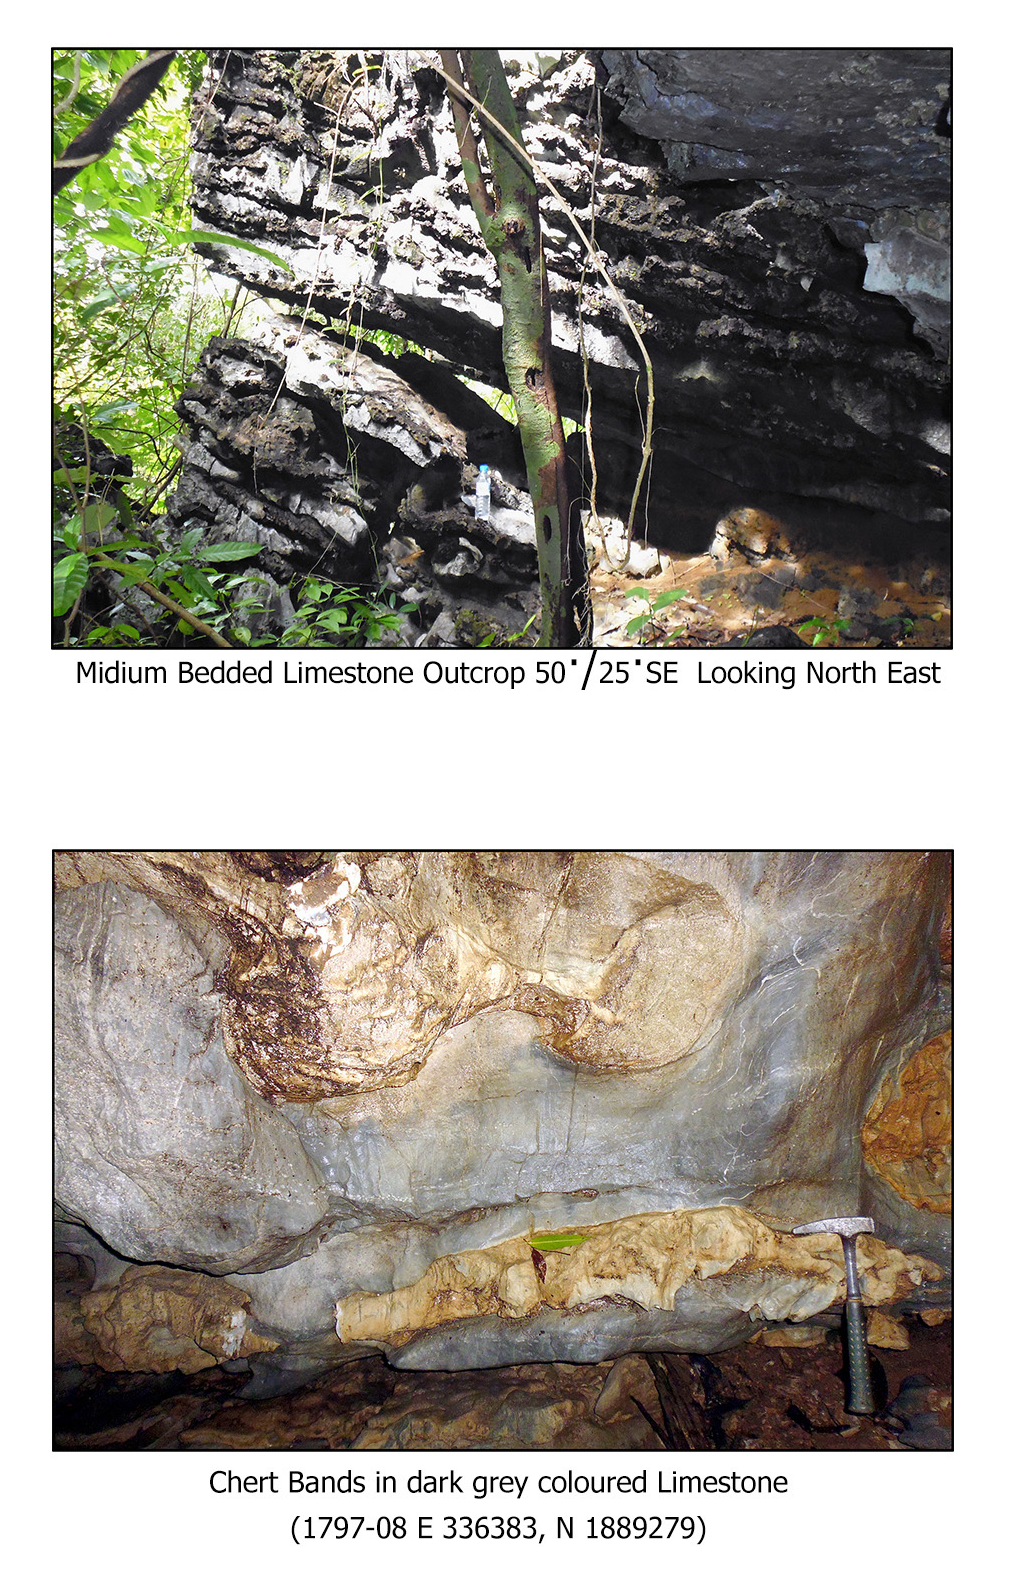 Midium Bedded Limestone Outcrop 50˙/25˙SE Looking North East
Chert Bands in dark grey coloured Limestone
(1797-08 E 336383, N 1889279)